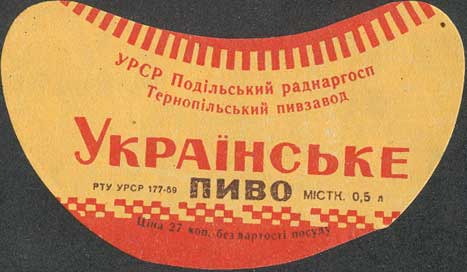 УРСР Подільський раднаргосп
Тернопільський пивзавод
УКРАЇНСЬКЕ
РТУ УРСР 177-59 ПИВО МІСТК. 0,5 л
Ціна 27 коп. без вартості посуду